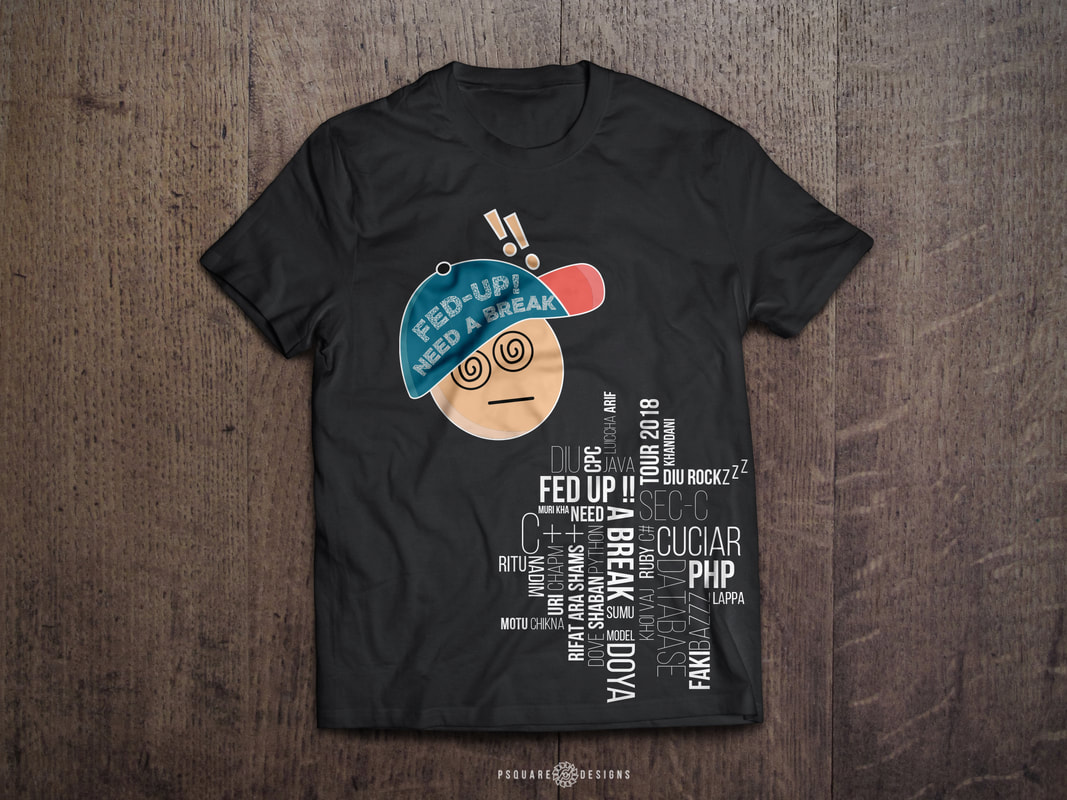 !!
FED-UP!
NEED A BREAK
LUICCHA ARIF
TOUR 2018
KHANDANI
DIU
CPC
JAVA
DIU ROCKZZZ
FED UP !!
MURI KHA
NEED
A BREAK
SEC-C
C++
PYTHON
RUBY C#
CUCIAR
RITU
NADIM
URI CHAPM
RIFAT ARA SHAMS
DOVE SHABAN
DATABASE
PHP
LAPPA
MOTU CHIKNA
SUMU
MODEL
DOYA
KHOI VAJ
FAKIBAZZZZ
PSQUARE DESIGNS